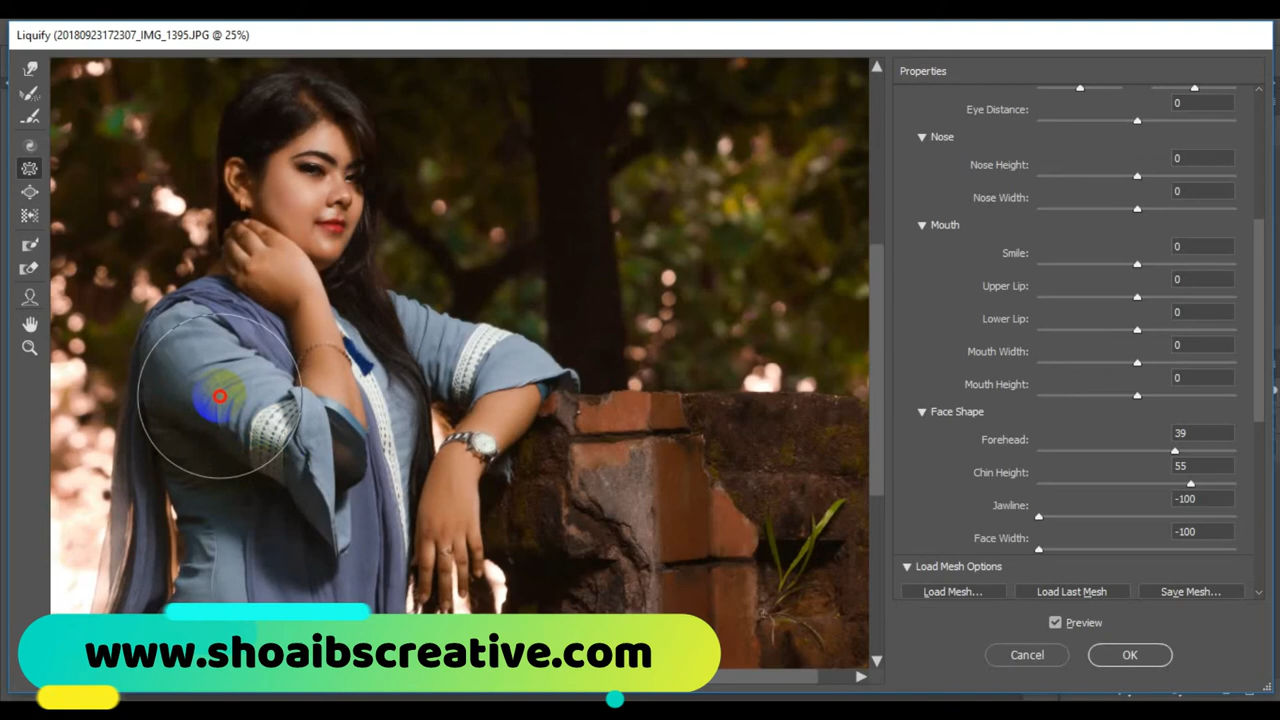 Liquify (20180923172307_IMG_1395.JPG @ 25%)
Properties
Eye Distance: 0
Nose
Nose Height: 0
Nose Width: 0
Mouth
Smile: 0
Upper Lip: 0
Lower Lip: 0
Mouth Width: 0
Mouth Height: 0
Face Shape
Forehead: 39
Chin Height: 55
Jawline: -100
Face Width: -100
Load Mesh Options
Load Mesh... Load Last Mesh Save Mesh...
Preview
Cancel OK
www.shoaibscreative.com